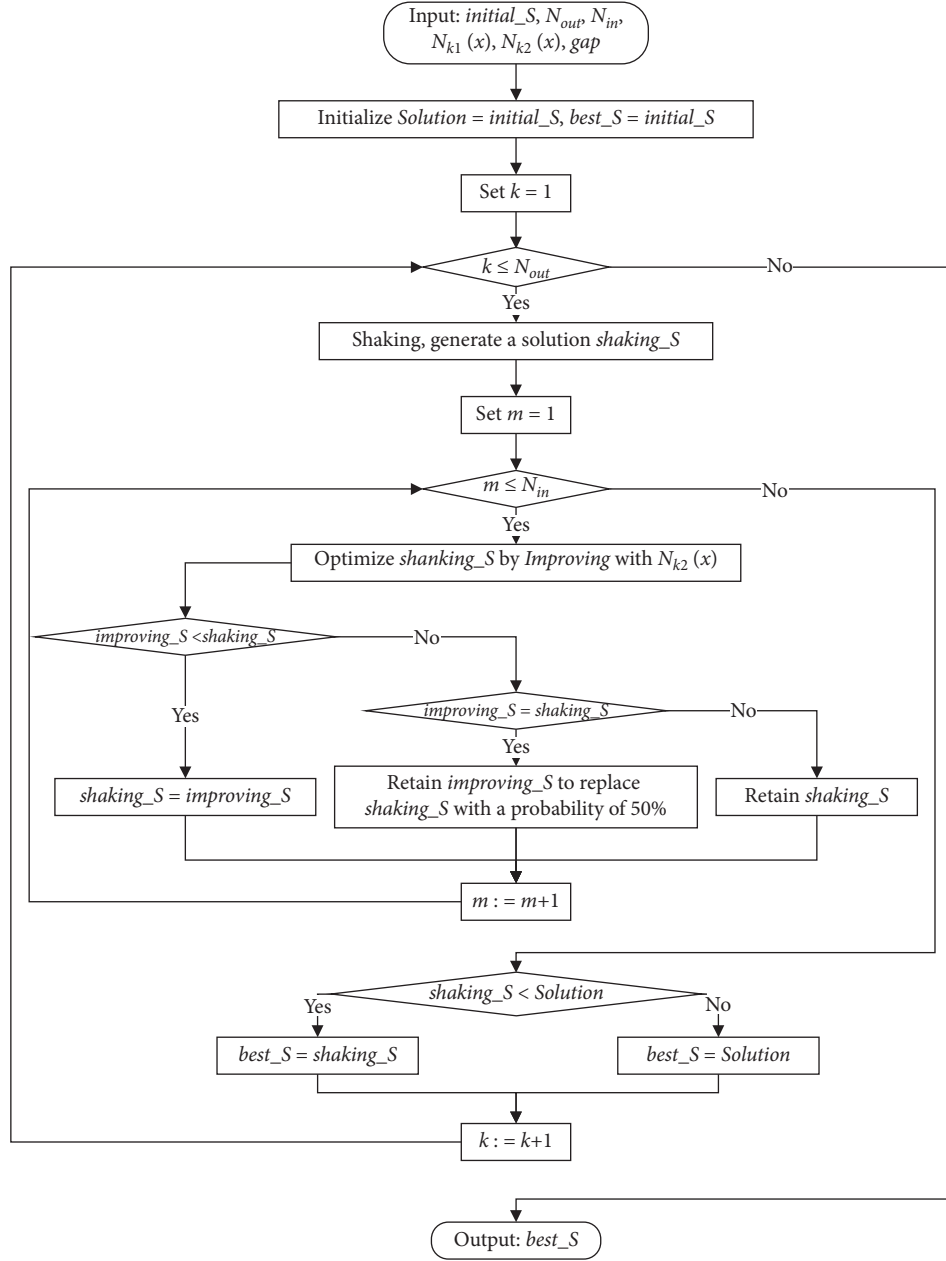 Input: initial_S, N_out, N_in,
N_k1 (x), N_k2 (x), gap
Initialize Solution = initial_S, best_S = initial_S
Set k = 1
k ≤ N_out
No
Yes
Shaking, generate a solution shaking_S
Set m = 1
m ≤ N_in
No
Yes
Optimize shanking_S by Improving with N_k2 (x)
improving_S <shaking_S
No
improving_S = shaking_S
No
Yes
Yes
shaking_S = improving_S
Retain improving_S to replace
shaking_S with a probability of 50%
Retain shaking_S
m : = m+1
shaking_S < Solution
Yes
No
best_S = shaking_S
best_S = Solution
k : = k+1
Output: best_S